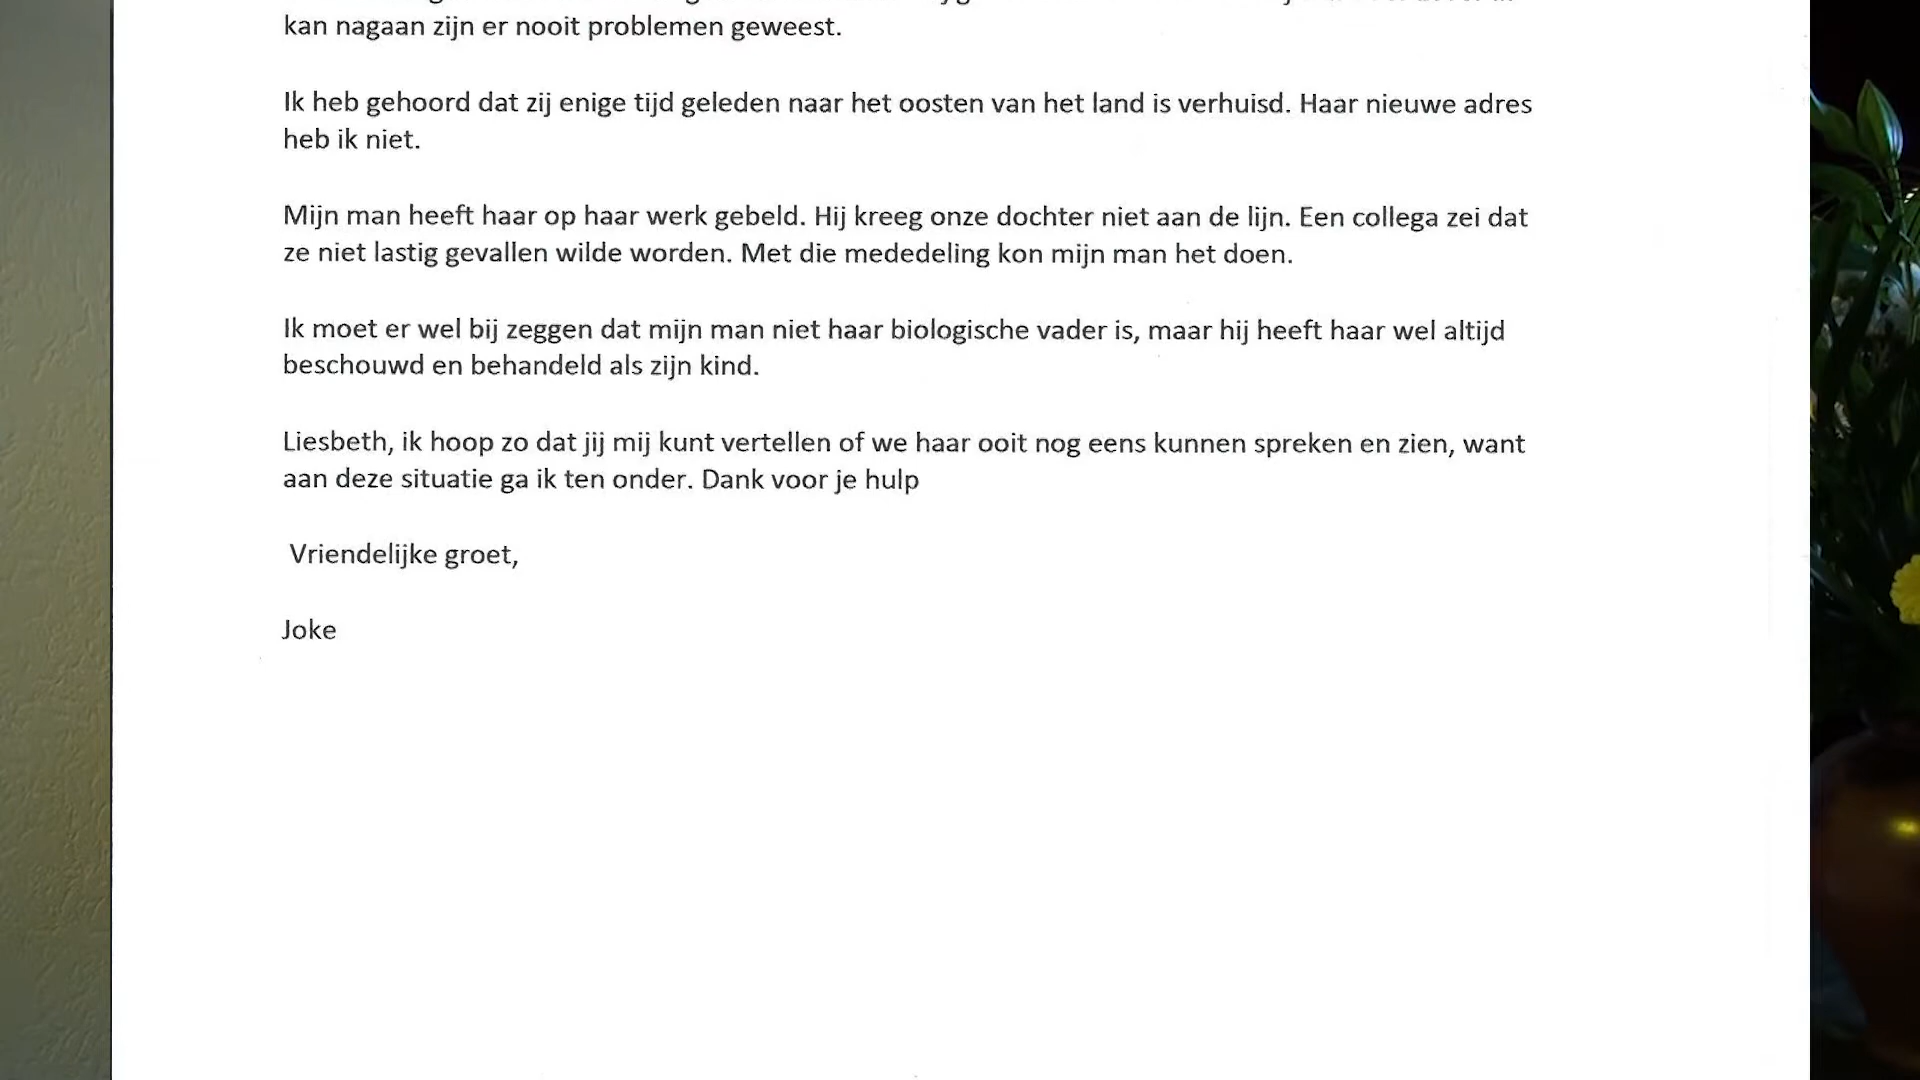 kan nagaan zijn er nooit problemen geweest.
Ik heb gehoord dat zij enige tijd geleden naar het oosten van het land is verhuisd. Haar nieuwe adres
heb ik niet.
Mijn man heeft haar op haar werk gebeld. Hij kreeg onze dochter niet aan de lijn. Een collega zei dat
ze niet lastig gevallen wilde worden. Met die mededeling kon mijn man het doen.
Ik moet er wel bij zeggen dat mijn man niet haar biologische vader is, maar hij heeft haar wel altijd
beschouwd en behandeld als zijn kind.
Liesbeth, ik hoop zo dat jij mij kunt vertellen of we haar ooit nog eens kunnen spreken en zien, want
aan deze situatie ga ik ten onder. Dank voor je hulp
Vriendelijke groet,
Joke